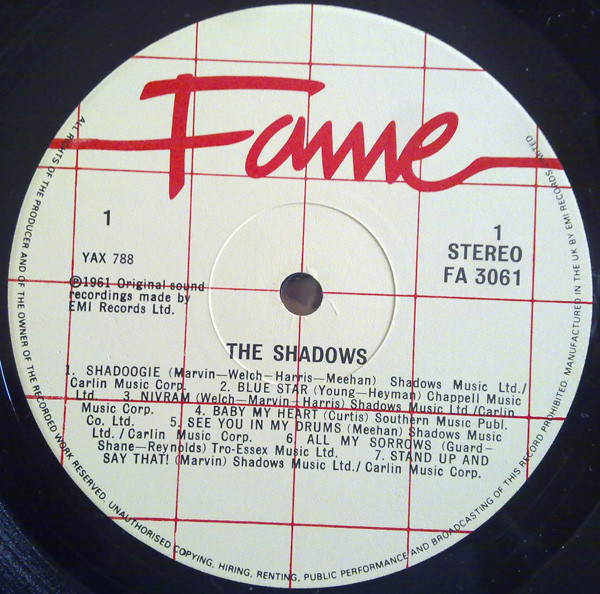 Fame
1
YAX 788
℗1961 Original sound
recordings made by
EMI Records Ltd.
1
STEREO
FA 3061
THE SHADOWS
1. SHADOOGIE (Marvin—Welch—Harris—Meehan) Shadows Music Ltd./
Carlin Music Corp. 2. BLUE STAR (Young—Heyman) Chappell Music
Ltd. 3. NIVRAM (Welch—Marvin—Harris) Shadows Music Ltd /Carlin
Music Corp. 4. BABY MY HEART (Curtis) Southern Music Publ.
Co. Ltd. 5. SEE YOU IN MY DRUMS (Meehan) Shadows Music
Ltd. / Carlin Music Corp. 6. ALL MY SORROWS (Guard—
Shane—Reynolds) Tro-Essex Music Ltd. 7. STAND UP AND
SAY THAT! (Marvin) Shadows Music Ltd./ Carlin Music Corp.
ALL RIGHTS OF THE PRODUCER AND OF THE OWNER OF THE RECORDED WORK RESERVED. UNAUTHORISED COPYING, HIRING, RENTING, PUBLIC PERFORMANCE AND BROADCASTING OF THIS RECORD PROHIBITED. MANUFACTURED IN THE UK BY EMI RECORDS LIMITED